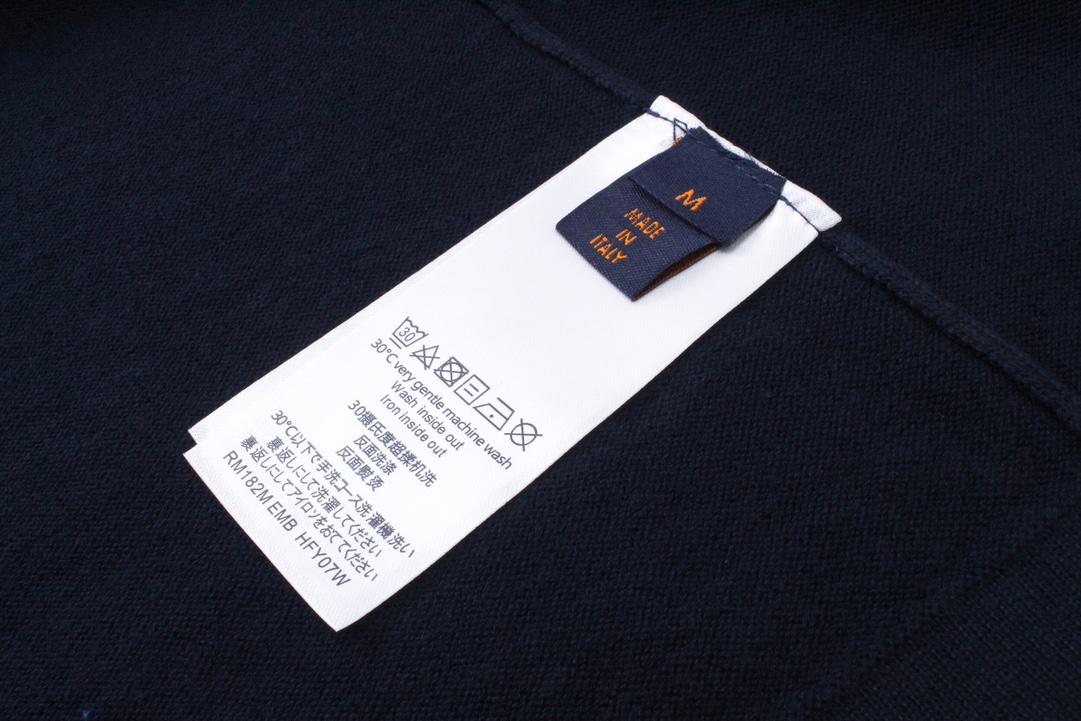 M
MADE
IN
ITALY
30
30°C very gentle machine wash
Wash inside out
Iron inside out
30摄氏度超揉机洗
反面洗涤
反面熨烫
30°C以下で手洗コース洗濯機洗い
裏返しにして洗濯してください
裏返しにしてアイロンをおてください
RM182M EMB HFY07W